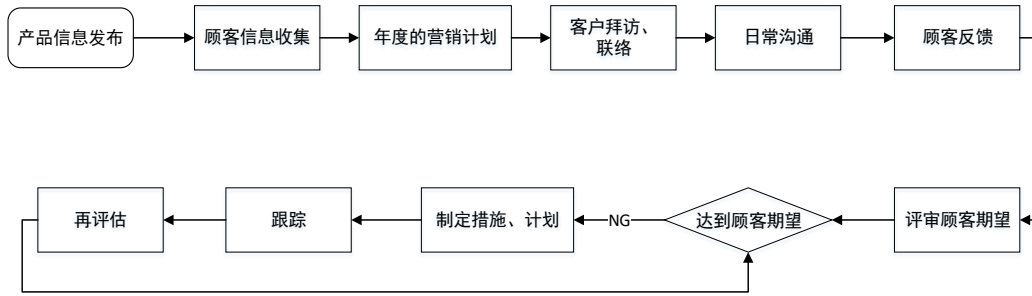 产品信息发布
顾客信息收集
年度的营销计划
客户拜访、
联络
日常沟通
顾客反馈
再评估
跟踪
制定措施、计划
NG
达到顾客期望
评审顾客期望